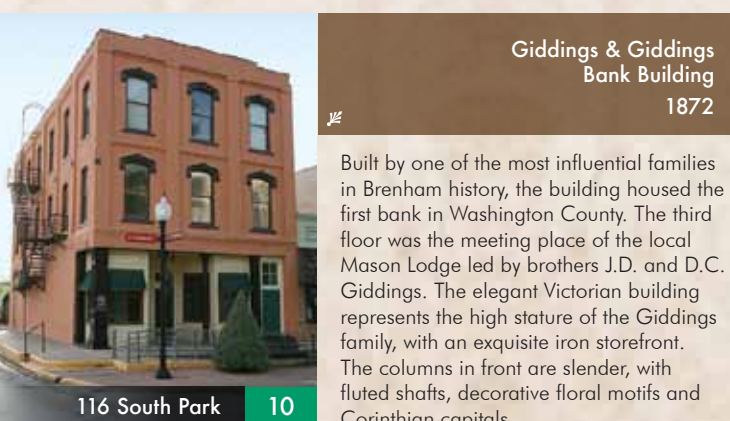 Giddings & Giddings
Bank Building
1872
Built by one of the most influential families
in Brenham history, the building housed the
first bank in Washington County. The third
floor was the meeting place of the local
Mason Lodge led by brothers J.D. and D.C.
Giddings. The elegant Victorian building
represents the high stature of the Giddings
family, with an exquisite iron storefront.
The columns in front are slender, with
fluted shafts, decorative floral motifs and
Corinthian capitals.
116 South Park 10